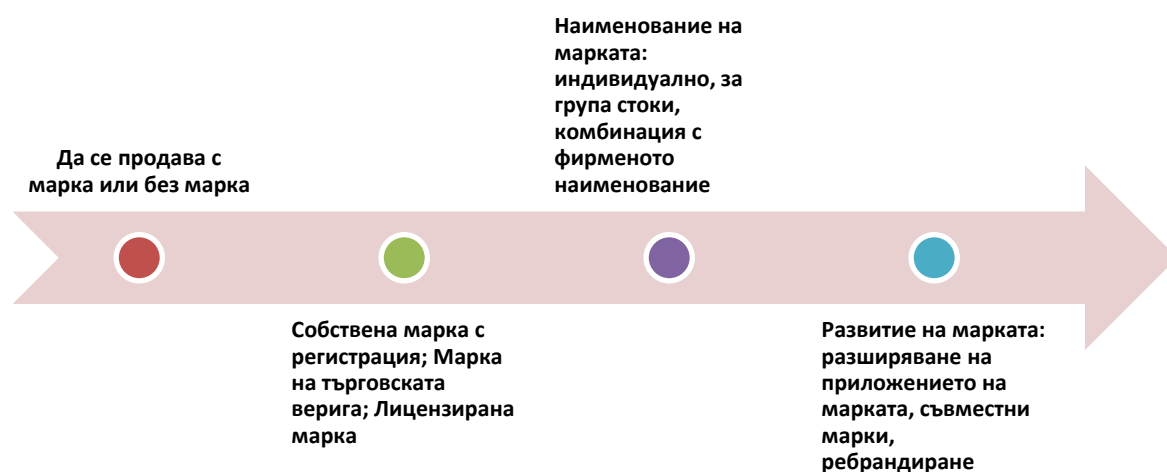 Да се продава с
марка или без марка
Собствена марка с
регистрация; Марка
на търговската
верига; Лицензирана
марка
Наименование на
марката:
индивидуално, за
група стоки,
комбинация с
фирменото
наименование
Развитие на марката:
разширяване на
приложението на
марката, съвместни
марки,
ребрандиране